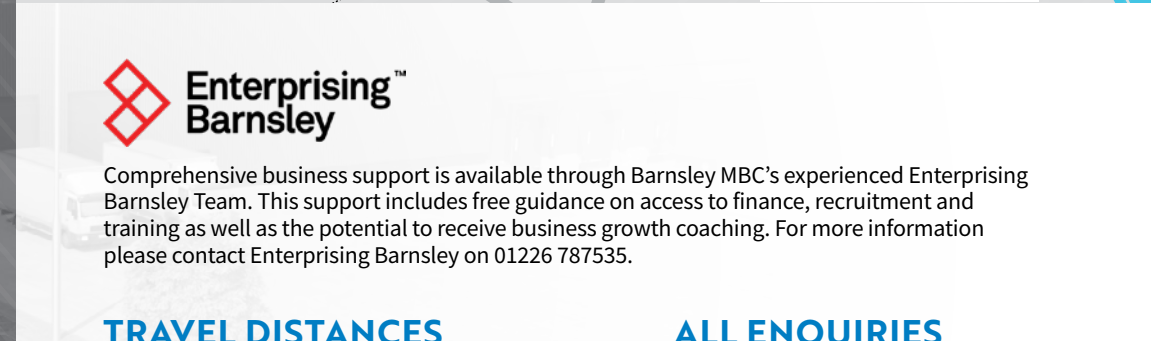 Enterprising™
Barnsley
Comprehensive business support is available through Barnsley MBC’s experienced Enterprising
Barnsley Team. This support includes free guidance on access to finance, recruitment and
training as well as the potential to receive business growth coaching. For more information
please contact Enterprising Barnsley on 01226 787535.
TRAVEL DISTANCES
ALL ENQUIRIES